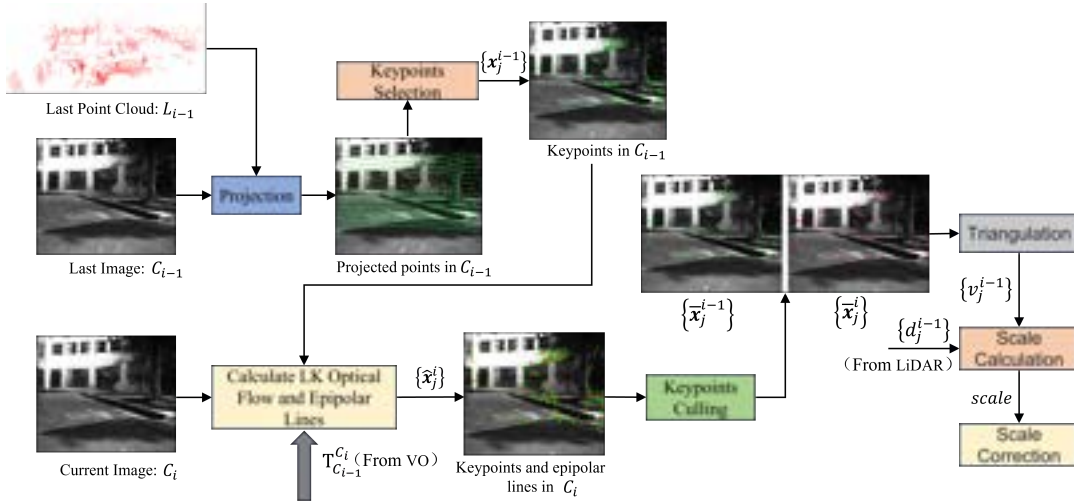 Last Point Cloud: L_{i−1}
Keypoints
Selection
{x_j^{i−1}}
Keypoints in C_{i−1}
Projection
Last Image: C_{i−1}
Projected points in C_{i−1}
{x̅_j^{i−1}}
{x̅_j^i}
Triangulation
{v_j^{i−1}}
{d_j^{i−1}}
(From LiDAR)
Scale
Calculation
scale
Scale
Correction
Calculate LK Optical
Flow and Epipolar
Lines
{x̂_j^i}
Keypoints
Culling
Current Image: C_i
T_{C_{i−1}}^{C_i} (From VO)
Keypoints and epipolar
lines in C_i